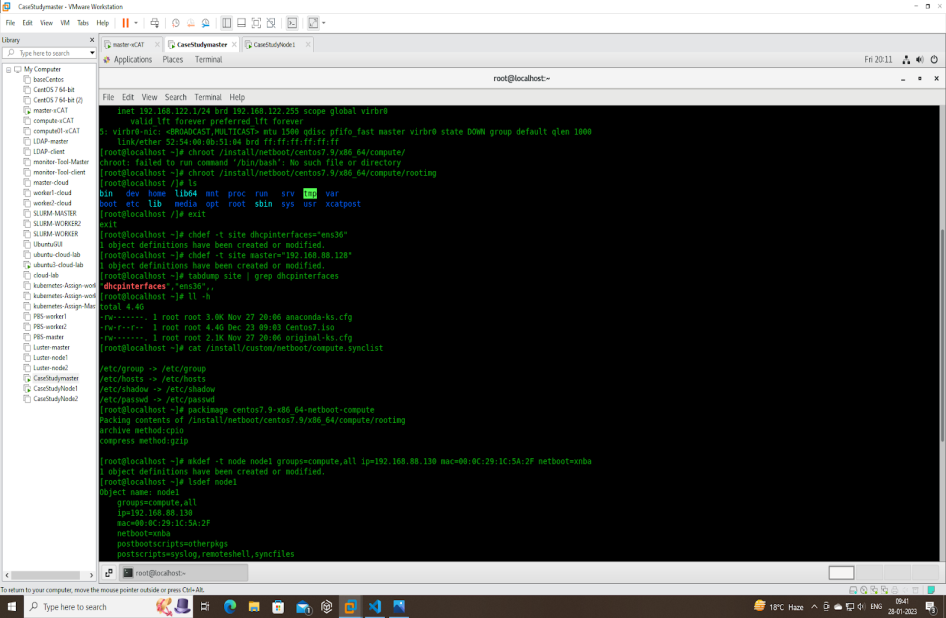 CaseStudymaster - VMware Workstation
File Edit View VM Tabs Help
Library
Type here to search
master-xCAT
CaseStudymaster
CaseStudyNode1
Applications Places Terminal
Fri 20:11
root@localhost:~
File Edit View Search Terminal Help
My Computer
baseCentos
CentOS 7 64-bit
CentOS 7 64-bit (2)
master-xCAT
compute-xCAT
compute01-xCAT
LDAP-master
LDAP-client
monitor-Tool-Master
monitor-Tool-client
master-cloud
worker1-cloud
worker2-cloud
SLURM-MASTER
SLURM-WORKER2
SLURM-WORKER
UbuntuGUI
ubuntu-cloud-lab
ubuntu3-cloud-lab
cloud-lab
kubernetes-Assign-work
kubernetes-Assign-work
kubernetes-Assign-Mas
PBS-worker1
PBS-worker2
PBS-master
Luster-master
Luster-node1
Luster-node2
CaseStudymaster
CaseStudyNode1
CaseStudyNode2
inet 192.168.122.1/24 brd 192.168.122.255 scope global virbr0
valid_lft forever preferred_lft forever
5: virbr0-nic: <BROADCAST,MULTICAST> mtu 1500 qdisc pfifo_fast master virbr0 state DOWN group default qlen 1000
link/ether 52:54:00:0b:51:04 brd ff:ff:ff:ff:ff:ff
[root@localhost ~]# chroot /install/netboot/centos7.9/x86_64/compute/
chroot: failed to run command '/bin/bash': No such file or directory
[root@localhost ~]# chroot /install/netboot/centos7.9/x86_64/compute/rootimg
[root@localhost /]# ls
bin dev home lib64 mnt proc run srv tmp var
boot etc lib media opt root sbin sys usr xcatpost
[root@localhost /]# exit
exit
[root@localhost ~]# chdef -t site dhcpinterfaces="ens36"
1 object definitions have been created or modified.
[root@localhost ~]# chdef -t site master="192.168.88.128"
1 object definitions have been created or modified.
[root@localhost ~]# tabdump site | grep dhcpinterfaces
"dhcpinterfaces","ens36",,
[root@localhost ~]# ll -h
total 4.4G
-rw-------. 1 root root 3.0K Nov 27 20:06 anaconda-ks.cfg
-rw-r--r-- 1 root root 4.4G Dec 23 09:03 Centos7.iso
-rw-------. 1 root root 2.1K Nov 27 20:06 original-ks.cfg
[root@localhost ~]# cat /install/custom/netboot/compute.synclist
/etc/group -> /etc/group
/etc/hosts -> /etc/hosts
/etc/shadow -> /etc/shadow
/etc/passwd -> /etc/passwd
[root@localhost ~]# packimage centos7.9-x86_64-netboot-compute
Packing contents of /install/netboot/centos7.9/x86_64/compute/rootimg
archive method:cpio
compress method:gzip
[root@localhost ~]# mkdef -t node node1 groups=compute,all ip=192.168.88.130 mac=00:0C:29:1C:5A:2F netboot=xnba
1 object definitions have been created or modified.
[root@localhost ~]# lsdef node1
Object name: node1
groups=compute,all
ip=192.168.88.130
mac=00:0C:29:1C:5A:2F
netboot=xnba
postbootscripts=otherpkgs
postscripts=syslog,remoteshell,syncfiles
root@localhost:~
To return to your computer, move the mouse pointer outside or press Ctrl+Alt.
Type here to search
18°C Haze
ENG
09:41
28-01-2023